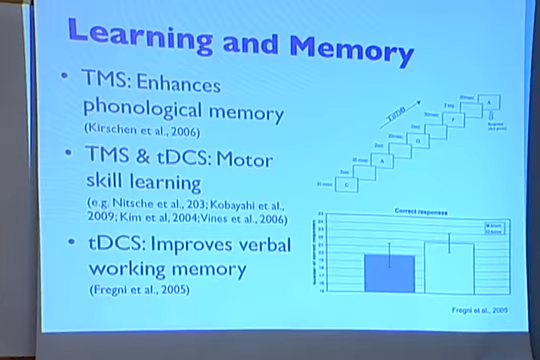 Learning and Memory
• TMS: Enhances
phonological memory
(Kirschen et al., 2006)
• TMS & tDCS: Motor
skill learning
(e.g. Nitsche et al., 203; Kobayahi et al.,
2009; Kim et al, 2004; Vines et al., 2006)
• tDCS: Improves verbal
working memory
(Fregni et al., 2005)
Time
A
F
G
A
C
Correct responses
Fregni et al., 2005